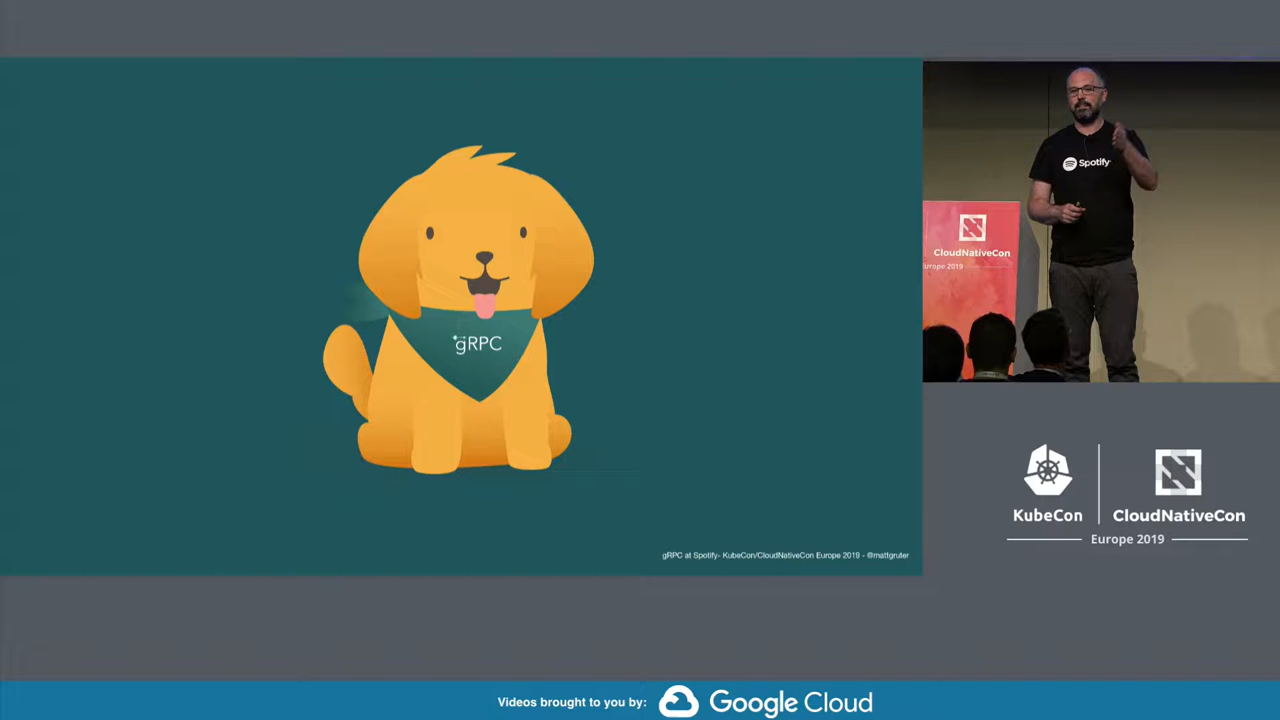 gRPC
gRPC at Spotify- KubeCon/CloudNativeCon Europe 2019 - @mattgruter
Spotify
CloudNativeCon
Europe 2019
KubeCon
CloudNativeCon
Europe 2019
Videos brought to you by:
Google Cloud